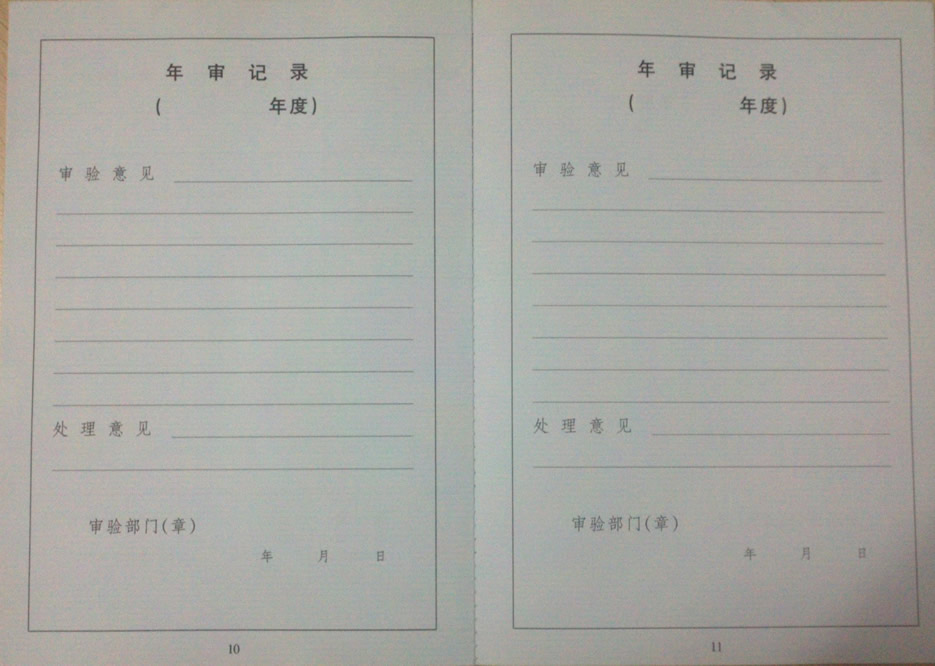 年审记录
(　　年度)
审验意见
处理意见
审验部门(章)
年　月　日
10
年审记录
(　　年度)
审验意见
处理意见
审验部门(章)
年　月　日
11